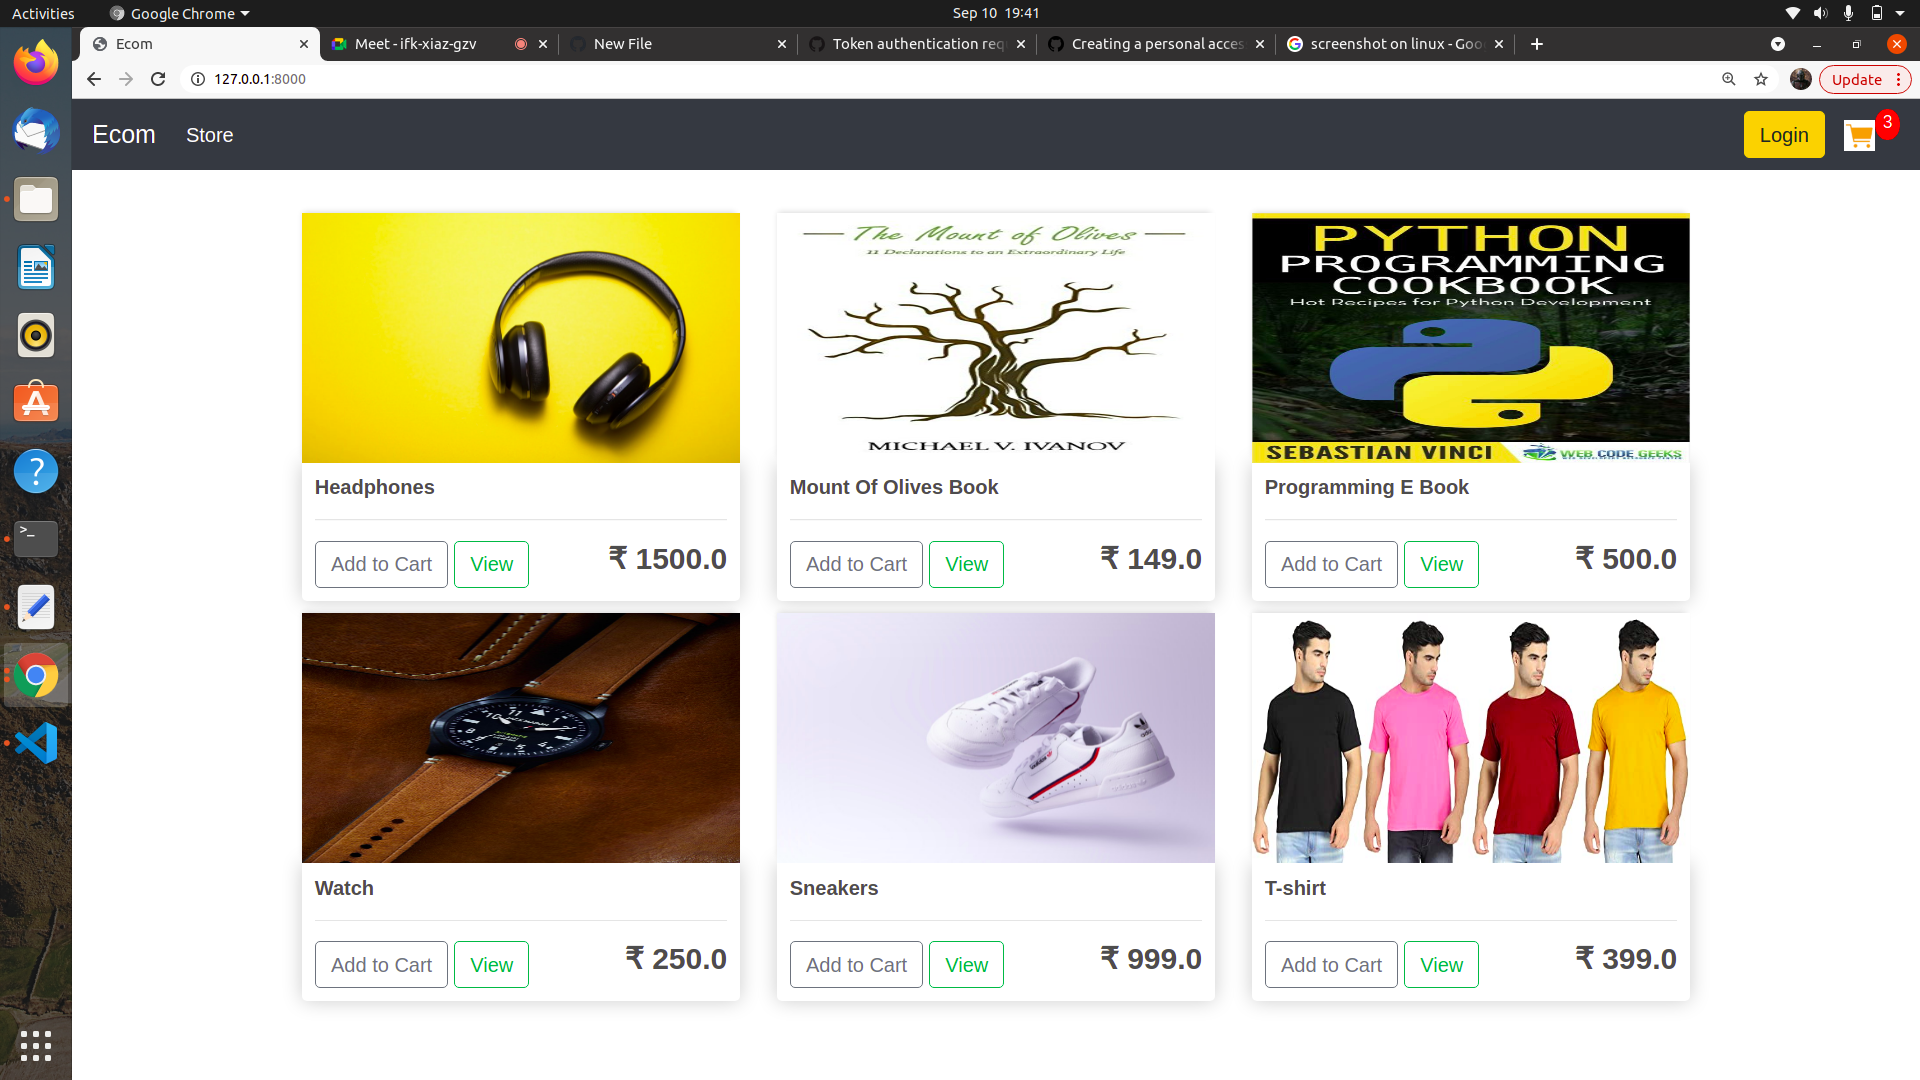 Activities
Google Chrome
Sep 10 19:41
Ecom
Meet - ifk-xiaz-gzv
New File
Token authentication req
Creating a personal acces
screenshot on linux - Goo
127.0.0.1:8000
Update
Ecom
Store
Login
3
The Mount of Olives
11 Declarations to an Extraordinary Life
MICHAEL V. IVANOV
PYTHON
PROGRAMMING
COOKBOOK
Hot Recipes for Python Development
SEBASTIAN VINCI
WEB CODE GEEKS
Headphones
Add to Cart
View
₹ 1500.0
Mount Of Olives Book
Add to Cart
View
₹ 149.0
Programming E Book
Add to Cart
View
₹ 500.0
Watch
Add to Cart
View
₹ 250.0
Sneakers
Add to Cart
View
₹ 999.0
T-shirt
Add to Cart
View
₹ 399.0